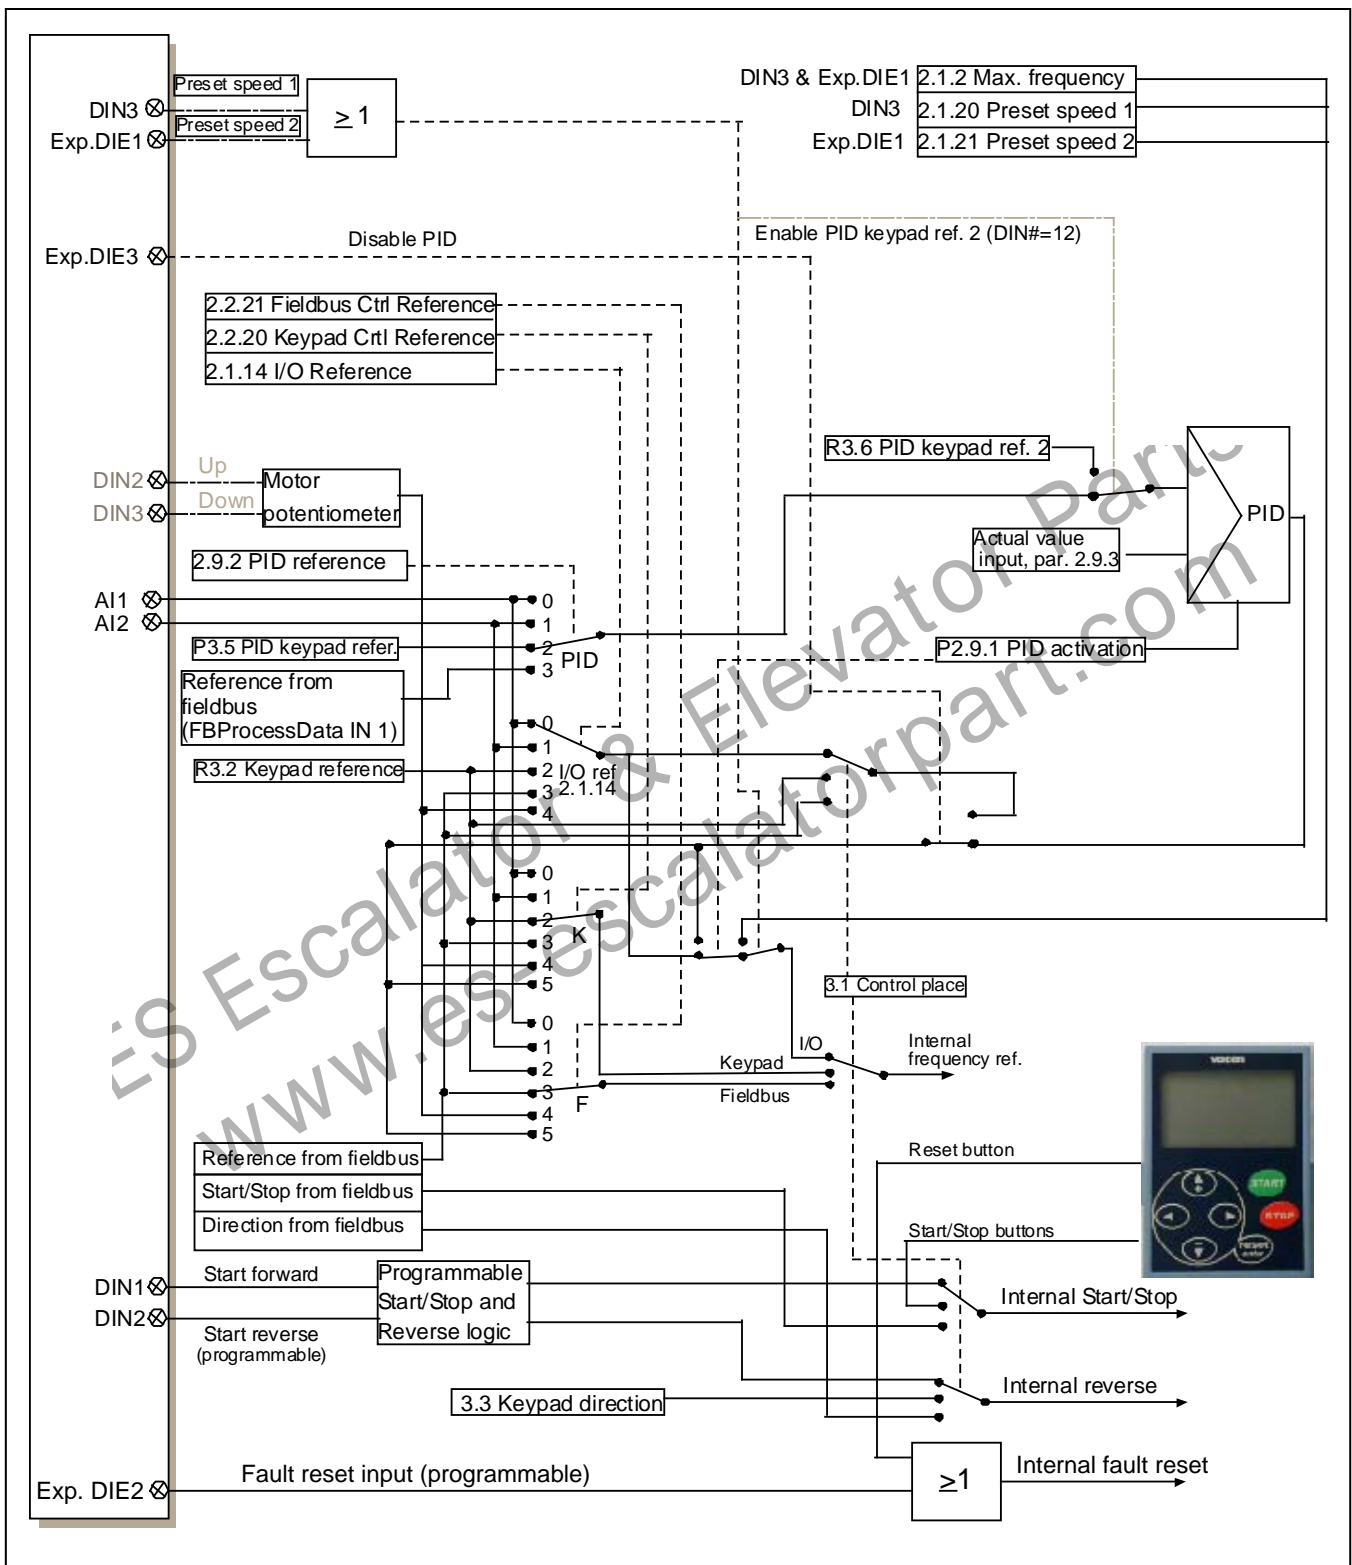 Preset speed 1
DIN3
≥ 1
Preset speed 2
Exp.DIE1
DIN3 & Exp.DIE1
2.1.2 Max. frequency
DIN3
2.1.20 Preset speed 1
Exp.DIE1
2.1.21 Preset speed 2
Disable PID
Exp.DIE3
Enable PID keypad ref. 2 (DIN#=12)
2.2.21 Fieldbus Ctrl Reference
2.2.20 Keypad Crtl Reference
2.1.14 I/O Reference
R3.6 PID keypad ref. 2
DIN2
Up
DIN3
Down
Motor
potentiometer
PID
Actual value
input, par. 2.9.3
2.9.2 PID reference
AI1
AI2
0
1
2
3
PID
P3.5 PID keypad refer.
P2.9.1 PID activation
Reference from
fieldbus
(FBProcessData IN 1)
R3.2 Keypad reference
0
1
2
3
4
I/O ref
2.1.14
0
1
2
3
4
5
K
3.1 Control place
0
1
2
3
4
5
F
I/O
Keypad
Fieldbus
Internal
frequency ref.
Reference from fieldbus
Start/Stop from fieldbus
Direction from fieldbus
Reset button
Start/Stop buttons
VACON
START
STOP
DIN1
Start forward
DIN2
Start reverse
(programmable)
Programmable
Start/Stop and
Reverse logic
Internal Start/Stop
3.3 Keypad direction
Internal reverse
Exp. DIE2
Fault reset input (programmable)
≥1
Internal fault reset
ES Escalator & Elevator Parts
www.es-escalatorpart.com